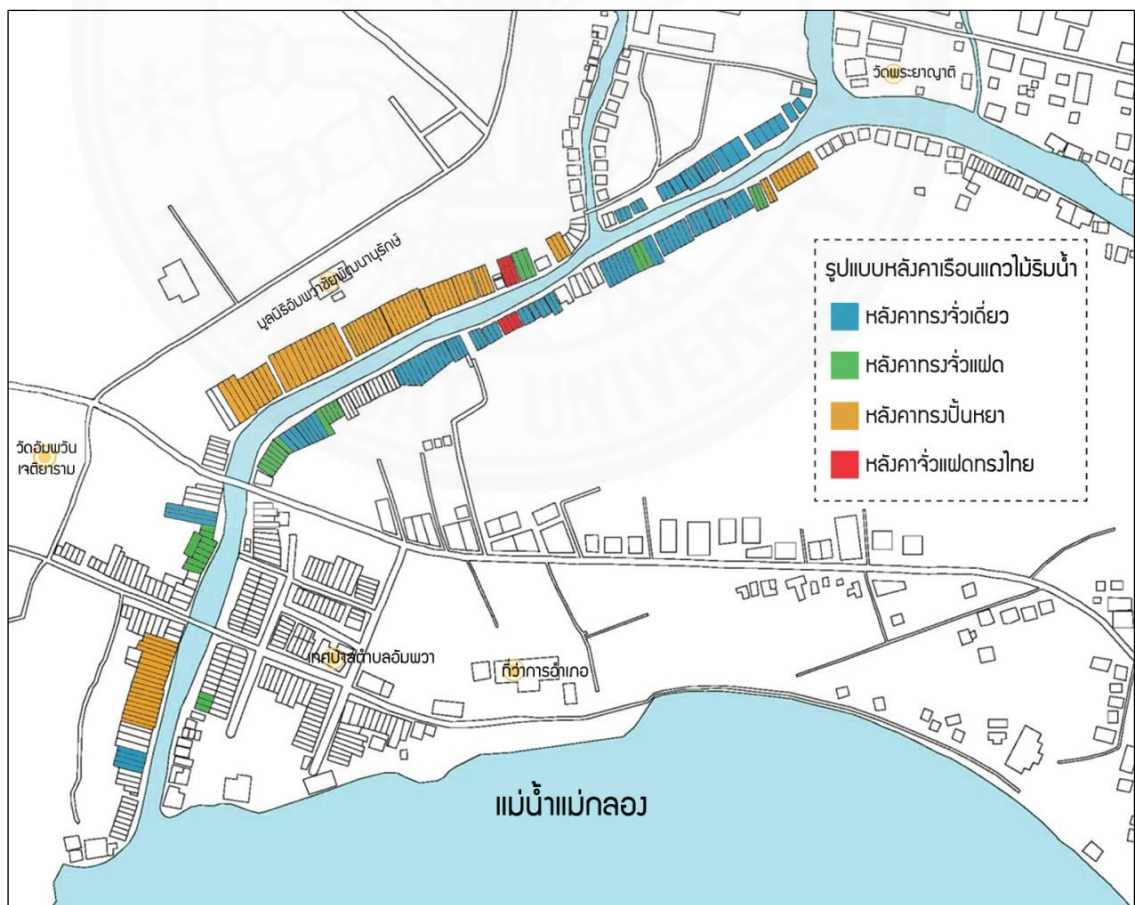 วัดพระยาญาติ
มูลนิธิอัมพวาชัยพัฒนานุรักษ์
รูปแบบหลังคาเรือนแถวไม้ริมน้ำ
หลังคาทรงจั่วเดี่ยว
หลังคาทรงจั่วแฝด
หลังคาทรงปั้นหยา
หลังคาจั่วแฝดทรงไทย
วัดอัมพวัน
เจติยาราม
เทศบาลตำบลอัมพวา
ที่ว่าการอำเภอ
แม่น้ำแม่กลอง
UNIVERSITY